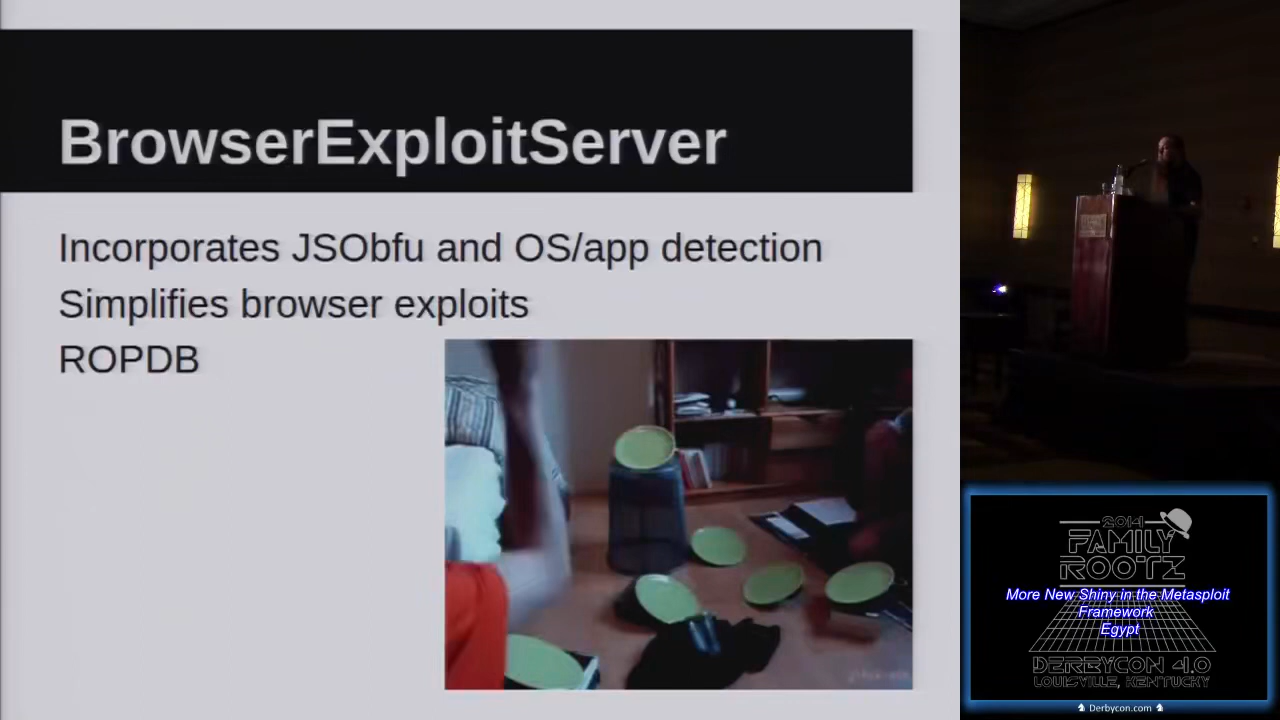 BrowserExploitServer
Incorporates JSObfu and OS/app detection
Simplifies browser exploits
ROPDB
2014
FAMILY
ROOTZ
More New Shiny in the Metasploit
Framework
Egypt
DERBYCON 4.0
LOUISVILLE, KENTUCKY
Derbycon.com